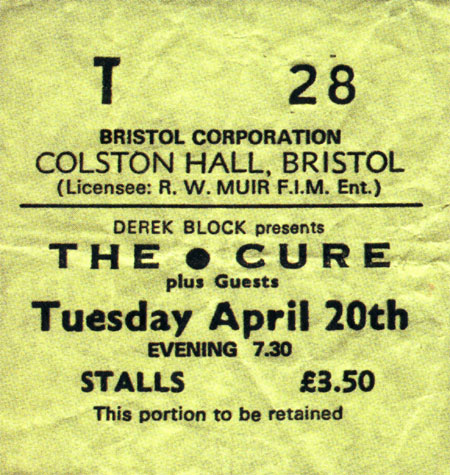 T 28
BRISTOL CORPORATION
COLSTON HALL, BRISTOL
(Licensee: R. W. MUIR F.I.M. Ent.)
DEREK BLOCK presents
THE ● CURE
plus Guests
Tuesday April 20th
EVENING 7.30
STALLS £3.50
This portion to be retained